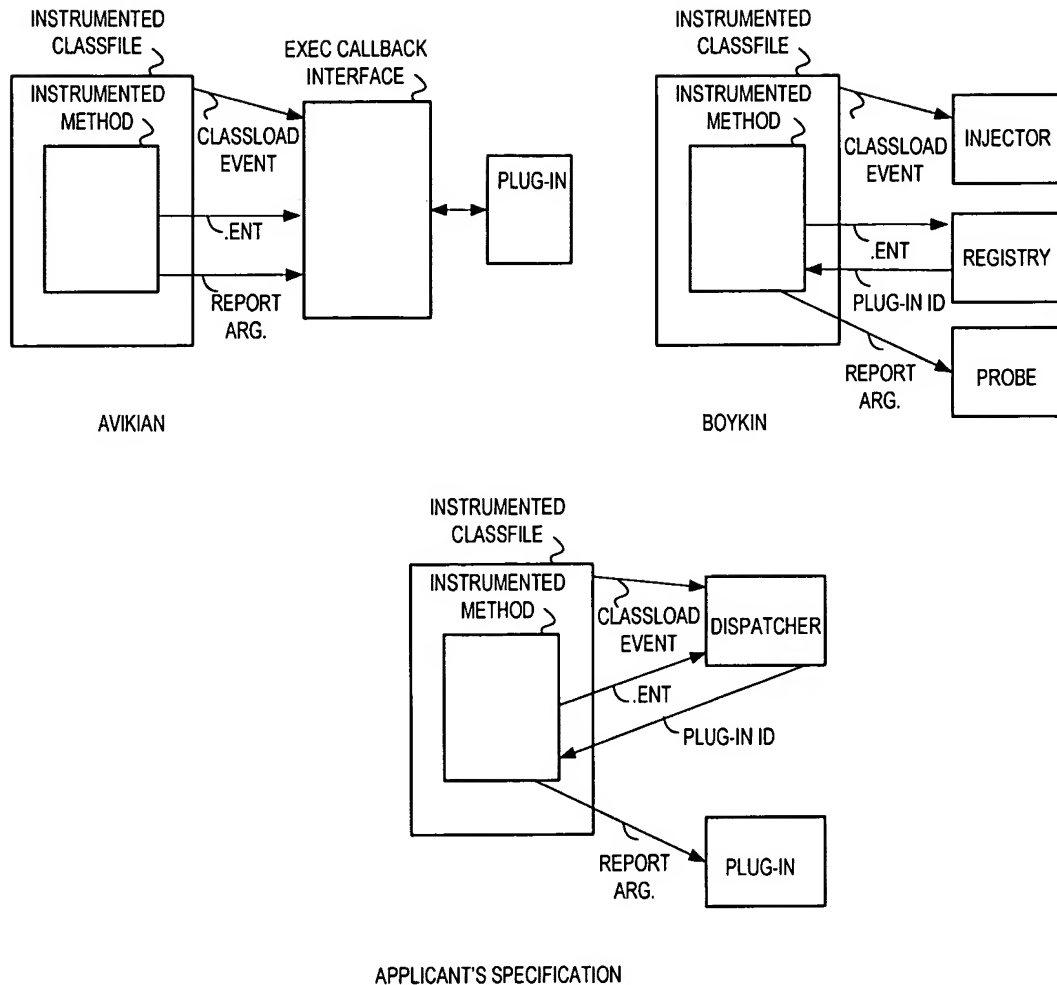 INSTRUMENTED
CLASSFILE
EXEC CALLBACK
INTERFACE
INSTRUMENTED
METHOD
CLASSLOAD
EVENT
PLUG-IN
.ENT
REPORT
ARG.
AVIKIAN
INSTRUMENTED
CLASSFILE
INSTRUMENTED
METHOD
INJECTOR
CLASSLOAD
EVENT
.ENT
REGISTRY
PLUG-IN ID
REPORT
ARG.
PROBE
BOYKIN
INSTRUMENTED
CLASSFILE
INSTRUMENTED
METHOD
CLASSLOAD
EVENT
DISPATCHER
.ENT
PLUG-IN ID
REPORT
ARG.
PLUG-IN
APPLICANT'S SPECIFICATION